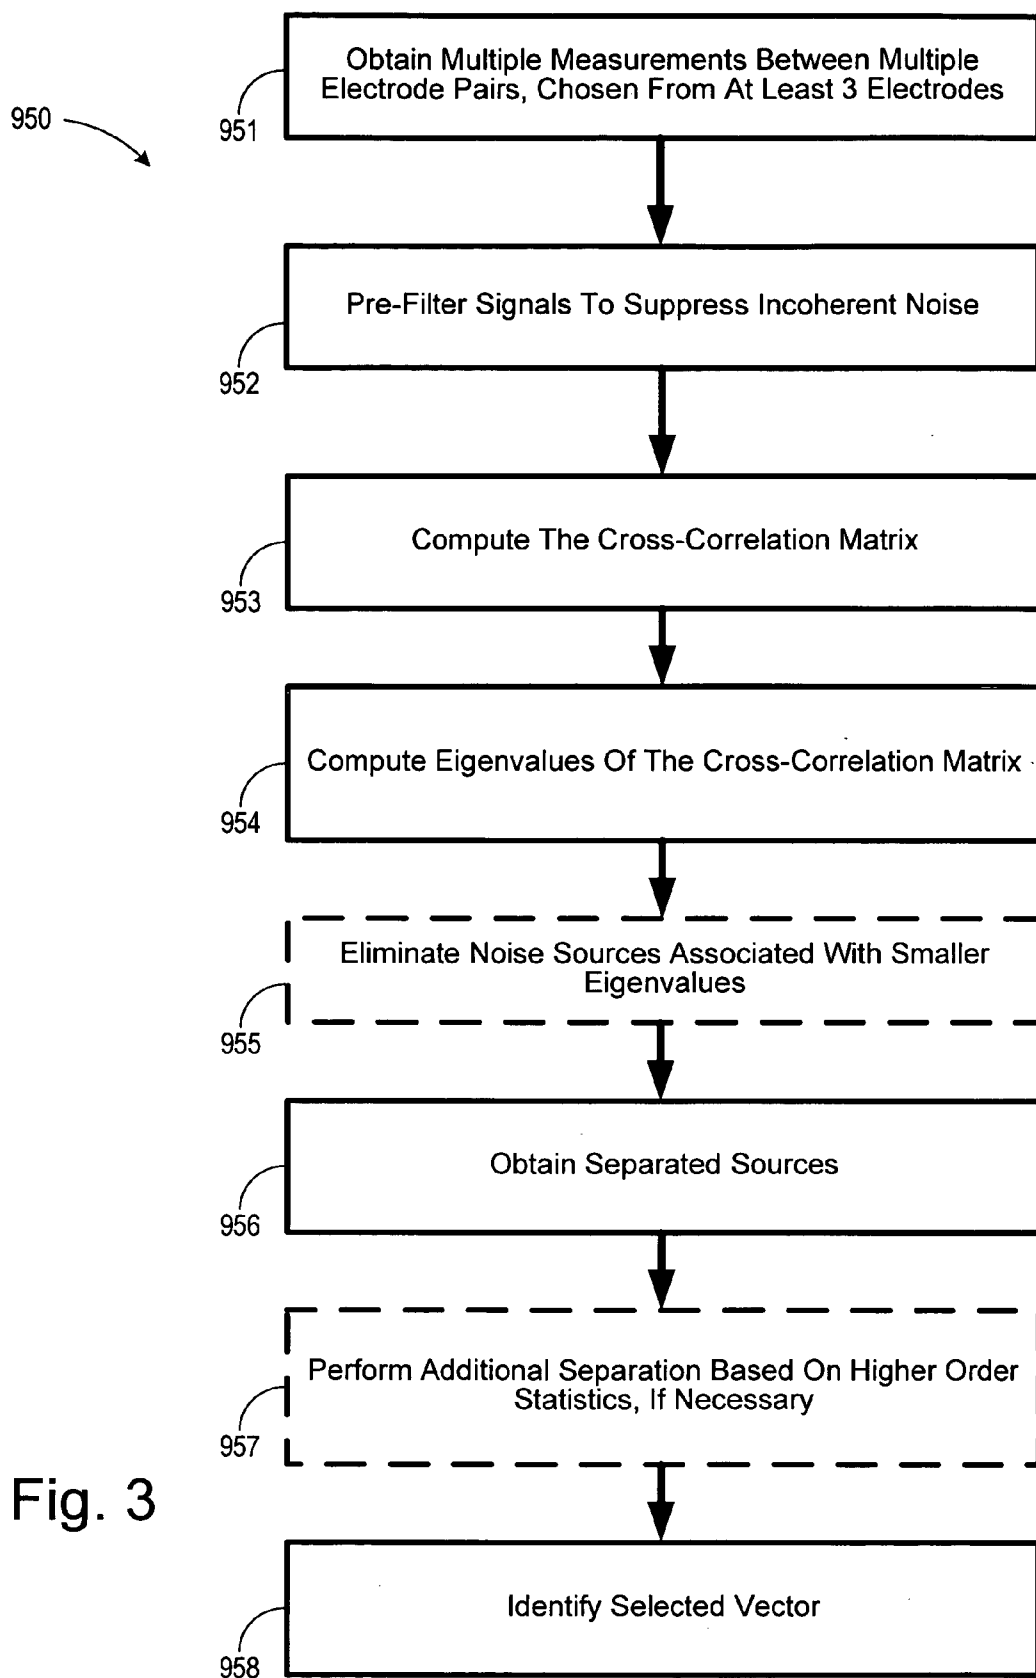 950
Obtain Multiple Measurements Between Multiple
Electrode Pairs, Chosen From At Least 3 Electrodes
951
Pre-Filter Signals To Suppress Incoherent Noise
952
Compute The Cross-Correlation Matrix
953
Compute Eigenvalues Of The Cross-Correlation Matrix
954
Eliminate Noise Sources Associated With Smaller
Eigenvalues
955
Obtain Separated Sources
956
Perform Additional Separation Based On Higher Order
Statistics, If Necessary
957
Fig. 3
Identify Selected Vector
958